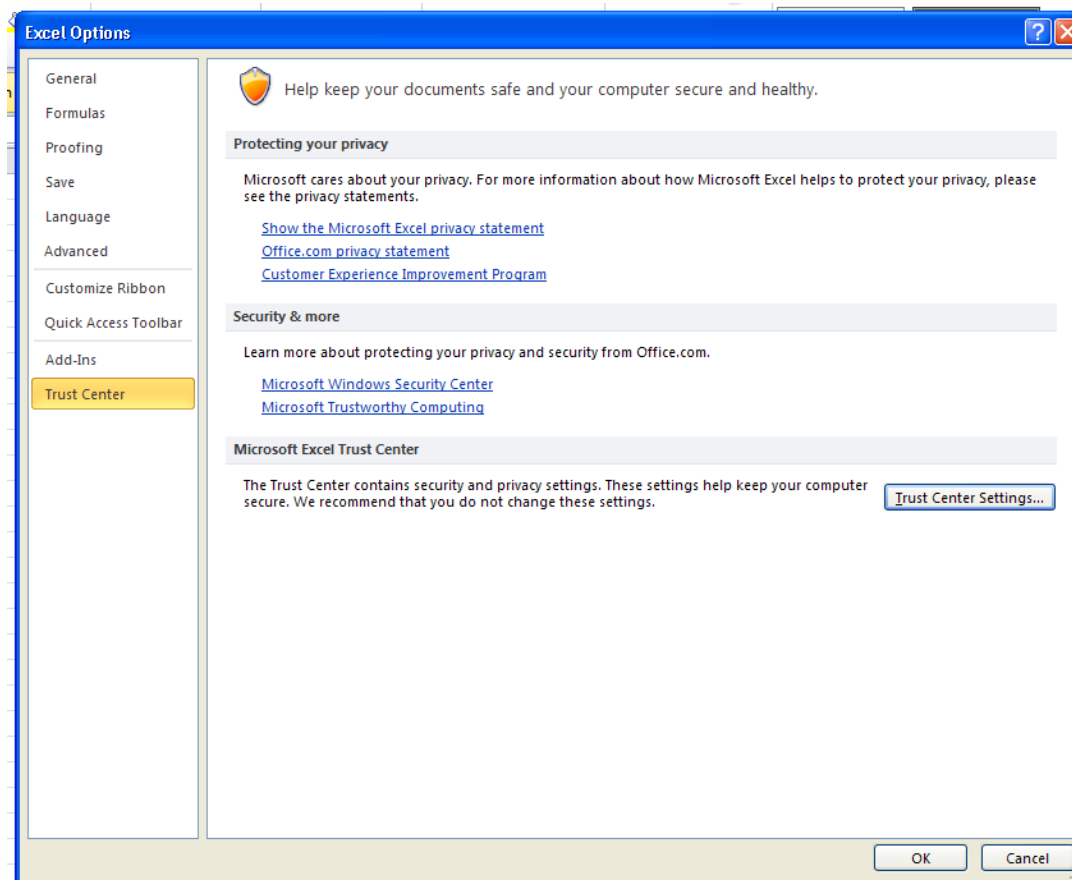 Excel Options
General
Formulas
Proofing
Save
Language
Advanced
Customize Ribbon
Quick Access Toolbar
Add-Ins
Trust Center
Help keep your documents safe and your computer secure and healthy.
Protecting your privacy
Microsoft cares about your privacy. For more information about how Microsoft Excel helps to protect your privacy, please
see the privacy statements.
Show the Microsoft Excel privacy statement
Office.com privacy statement
Customer Experience Improvement Program
Security & more
Learn more about protecting your privacy and security from Office.com.
Microsoft Windows Security Center
Microsoft Trustworthy Computing
Microsoft Excel Trust Center
The Trust Center contains security and privacy settings. These settings help keep your computer
secure. We recommend that you do not change these settings.
Trust Center Settings...
OK
Cancel